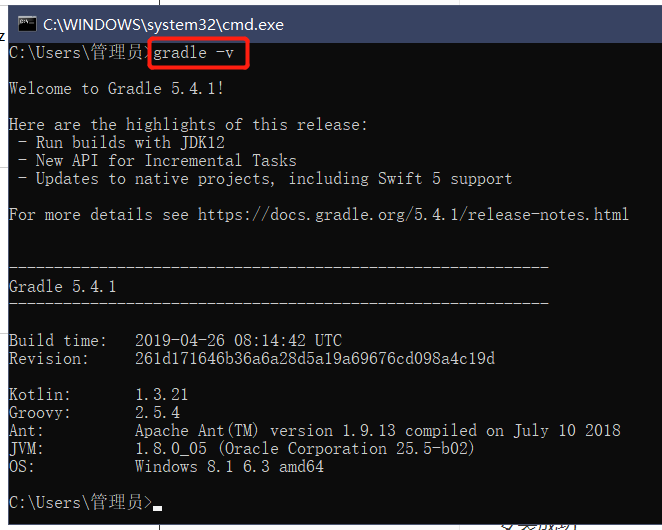 z
C:\WINDOWS\system32\cmd.exe
C:\Users\管理员>gradle -v
Welcome to Gradle 5.4.1!
Here are the highlights of this release:
- Run builds with JDK12
- New API for Incremental Tasks
- Updates to native projects, including Swift 5 support
For more details see https://docs.gradle.org/5.4.1/release-notes.html
------------------------------------------------------------
Gradle 5.4.1
------------------------------------------------------------
Build time:   2019-04-26 08:14:42 UTC
Revision:     261d171646b36a6a28d5a19a69676cd098a4c19d
Kotlin:       1.3.21
Groovy:       2.5.4
Ant:          Apache Ant(TM) version 1.9.13 compiled on July 10 2018
JVM:          1.8.0_05 (Oracle Corporation 25.5-b02)
OS:           Windows 8.1 6.3 amd64
C:\Users\管理员>